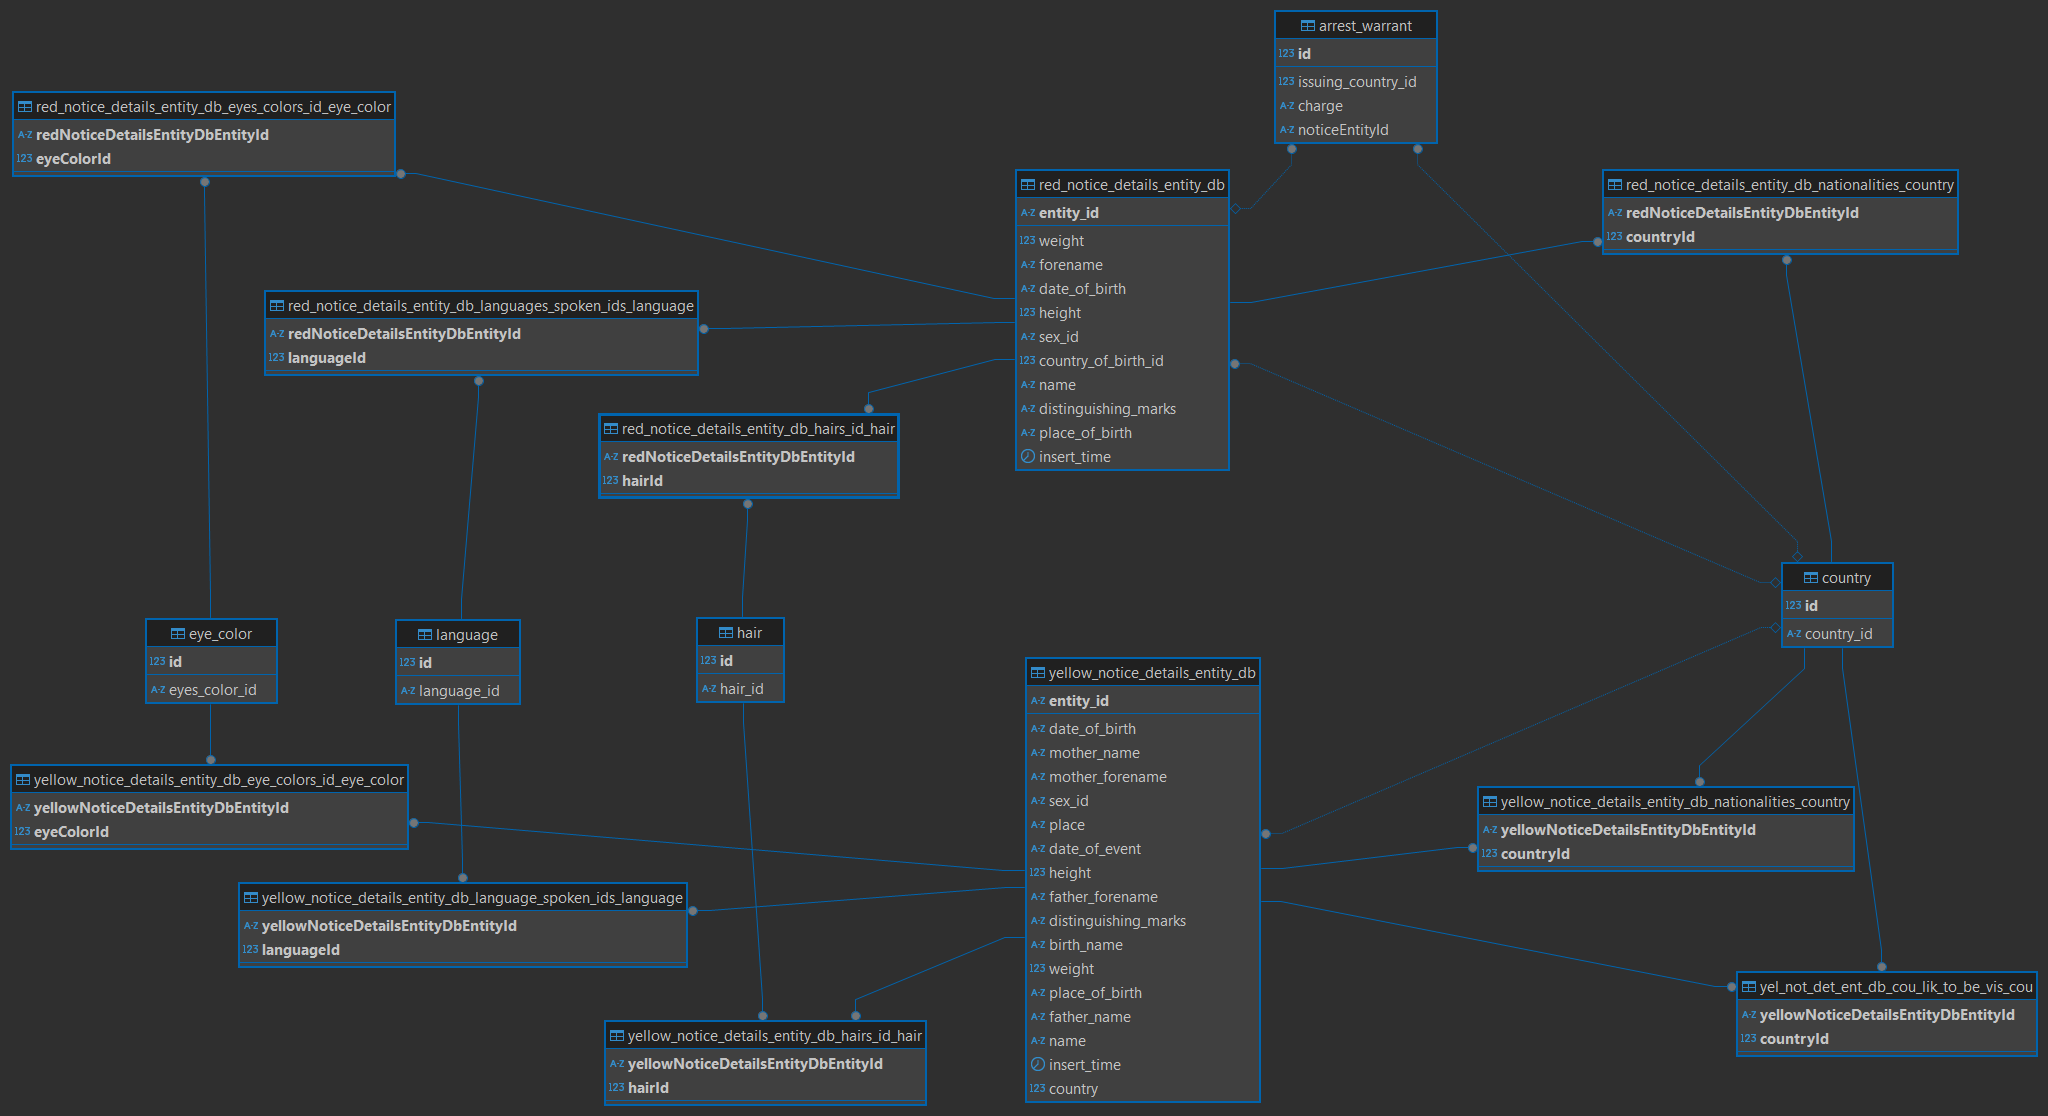 arrest_warrant
123 id
123 issuing_country_id
A-Z charge
A-Z noticeEntityId
red_notice_details_entity_db_eyes_colors_id_eye_color
A-Z redNoticeDetailsEntityDbEntityId
123 eyeColorId
red_notice_details_entity_db
A-Z entity_id
123 weight
A-Z forename
A-Z date_of_birth
123 height
A-Z sex_id
123 country_of_birth_id
A-Z name
A-Z distinguishing_marks
A-Z place_of_birth
insert_time
red_notice_details_entity_db_nationalities_country
A-Z redNoticeDetailsEntityDbEntityId
123 countryId
red_notice_details_entity_db_languages_spoken_ids_language
A-Z redNoticeDetailsEntityDbEntityId
123 languageId
red_notice_details_entity_db_hairs_id_hair
A-Z redNoticeDetailsEntityDbEntityId
123 hairId
country
123 id
A-Z country_id
eye_color
123 id
A-Z eyes_color_id
language
123 id
A-Z language_id
hair
123 id
A-Z hair_id
yellow_notice_details_entity_db
A-Z entity_id
A-Z date_of_birth
A-Z mother_name
A-Z mother_forename
A-Z sex_id
A-Z place
A-Z date_of_event
123 height
A-Z father_forename
A-Z distinguishing_marks
A-Z birth_name
123 weight
A-Z place_of_birth
A-Z father_name
A-Z name
insert_time
123 country
yellow_notice_details_entity_db_eye_colors_id_eye_color
A-Z yellowNoticeDetailsEntityDbEntityId
123 eyeColorId
yellow_notice_details_entity_db_nationalities_country
A-Z yellowNoticeDetailsEntityDbEntityId
123 countryId
yellow_notice_details_entity_db_language_spoken_ids_language
A-Z yellowNoticeDetailsEntityDbEntityId
123 languageId
yel_not_det_ent_db_cou_lik_to_be_vis_cou
A-Z yellowNoticeDetailsEntityDbEntityId
123 countryId
yellow_notice_details_entity_db_hairs_id_hair
A-Z yellowNoticeDetailsEntityDbEntityId
123 hairId